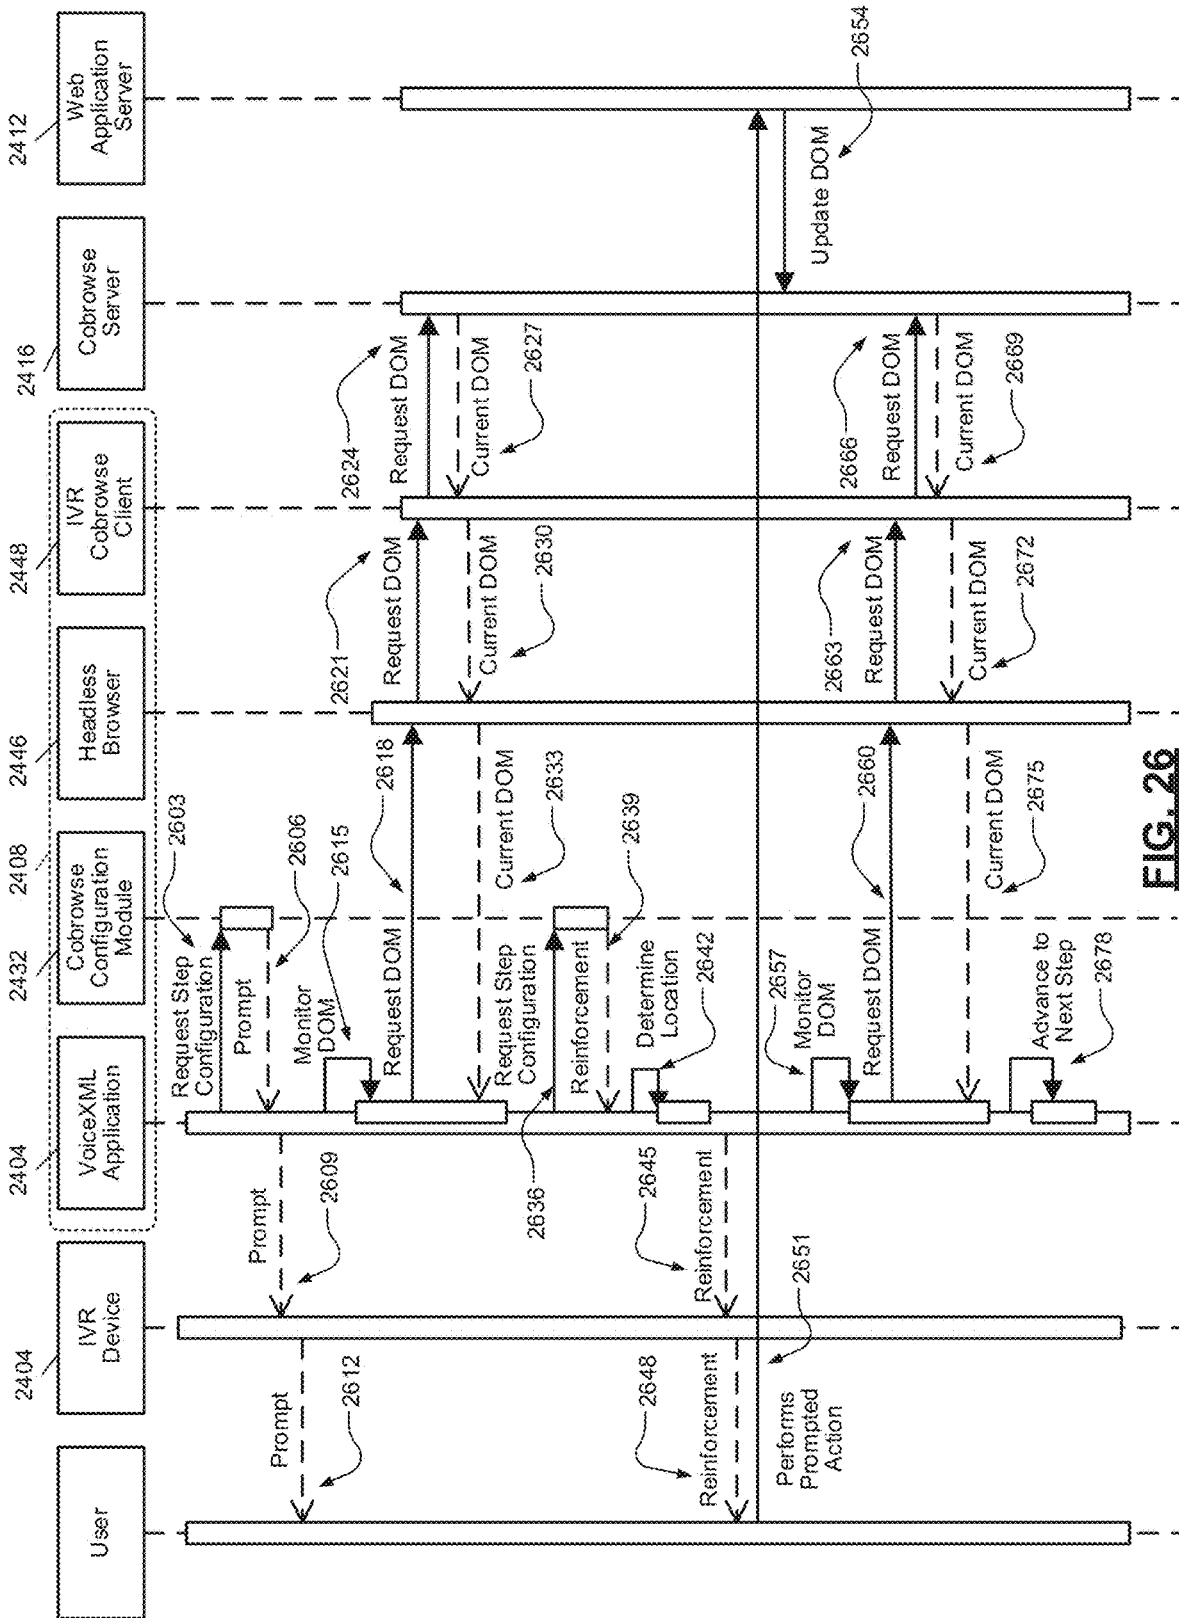 User
IVR
Device
2404
VoiceXML
Application
2404
Cobrowse
Configuration
Module
2432
2408
Headless
Browser
2446
IVR
Cobrowse
Client
2448
Cobrowse
Server
2416
Web
Application
Server
2412
Request Step
Configuration
2603
Prompt
2606
Prompt
2609
Prompt
2612
Monitor
DOM
2615
Request DOM
2618
Request DOM
2621
Request DOM
2624
Current DOM
2627
Current DOM
2630
Current DOM
2633
Request Step
Configuration
2636
Reinforcement
2639
Determine
Location
2642
Reinforcement
2645
Reinforcement
2648
Performs
Prompted
Action
2651
Update DOM
2654
Monitor
DOM
2657
Request DOM
2660
Request DOM
2663
Request DOM
2666
Current DOM
2669
Current DOM
2672
Current DOM
2675
Advance to
Next Step
2678
FIG. 26